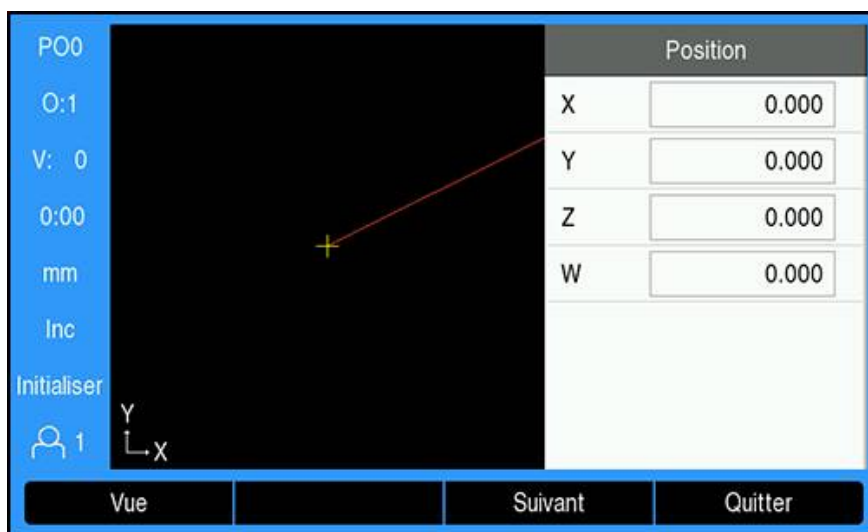 PO0
O:1
V: 0
0:00
mm
Inc
Initialiser
1
Y
X
Position
X 0.000
Y 0.000
Z 0.000
W 0.000
Vue Suivant Quitter